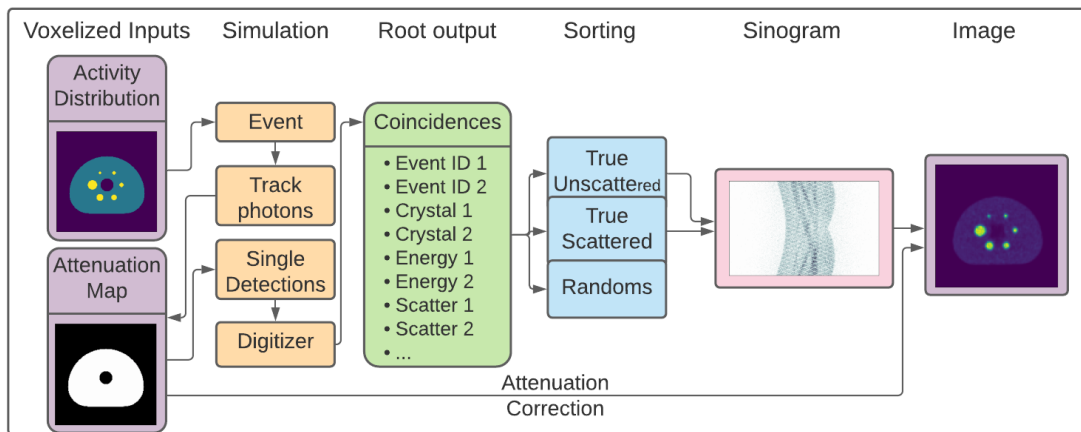 Voxelized Inputs
Simulation
Root output
Sorting
Sinogram
Image
Activity
Distribution
Attenuation
Map
Event
Track
photons
Single
Detections
Digitizer
Coincidences
• Event ID 1
• Event ID 2
• Crystal 1
• Crystal 2
• Energy 1
• Energy 2
• Scatter 1
• Scatter 2
• ...
True
Unscattered
True
Scattered
Randoms
Attenuation
Correction